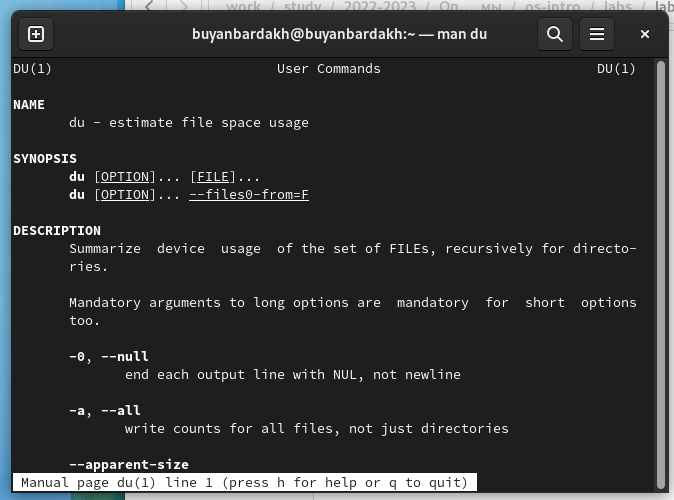 work / study / 2022-2023 / Оп… мы / os-intro / labs / lab
buyanbardakh@buyanbardakh:~ — man du
DU(1) User Commands DU(1)
NAME
du - estimate file space usage
SYNOPSIS
du [OPTION]... [FILE]...
du [OPTION]... --files0-from=F
DESCRIPTION
Summarize  device  usage  of the set of FILEs, recursively for directo-
ries.
Mandatory arguments to long options are  mandatory  for  short  options
too.
-0, --null
end each output line with NUL, not newline
-a, --all
write counts for all files, not just directories
--apparent-size
Manual page du(1) line 1 (press h for help or q to quit)